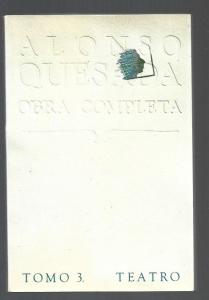 ALONSO
QUESADA
OBRA COMPLETA
TOMO 3. TEATRO